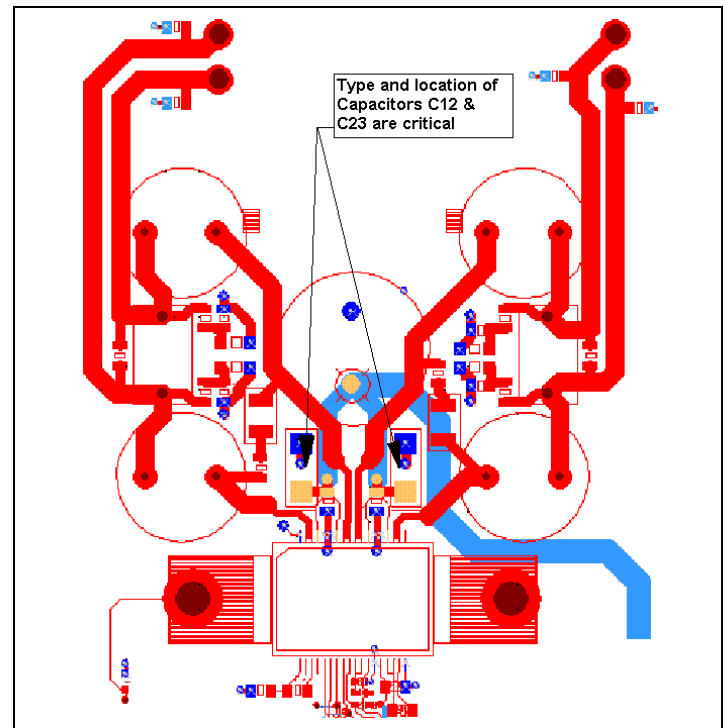 Type and location of
Capacitors C12 &
C23 are critical